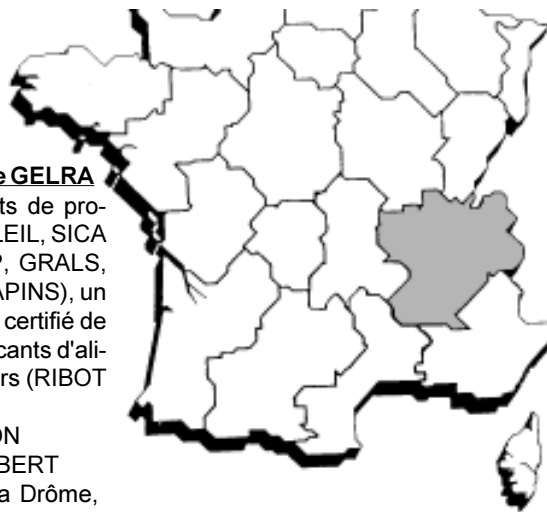 e GELRA
ts de pro-
LEIL, SICA
P, GRALS,
APINS), un
certifié de
cants d'ali-
rs (RIBOT
ON
BERT
a Drôme,